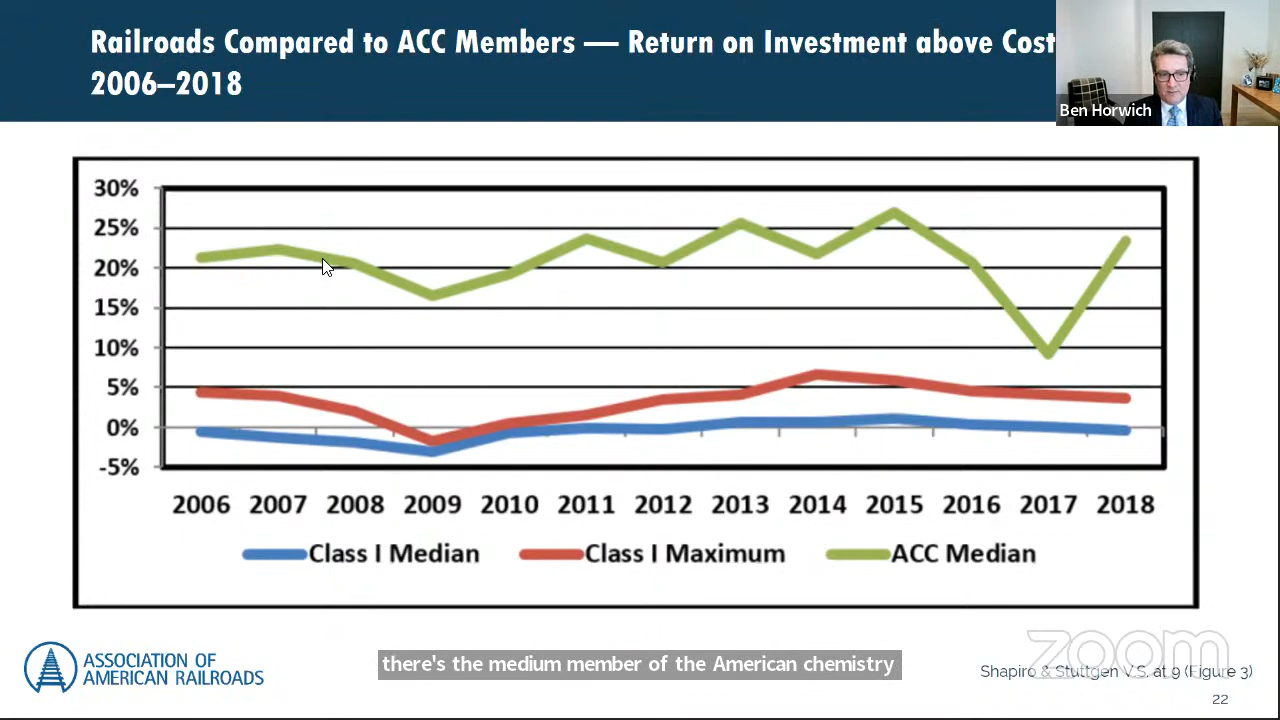 Railroads Compared to ACC Members — Return on Investment above Cost
2006–2018
Ben Horwich
30%
25%
20%
15%
10%
5%
0%
-5%
2006 2007 2008 2009 2010 2011 2012 2013 2014 2015 2016 2017 2018
Class I Median Class I Maximum ACC Median
ASSOCIATION OF
AMERICAN RAILROADS
there's the medium member of the American chemistry
zoom
Shapiro & Stuttgen V.S. at 9 (Figure 3)
22